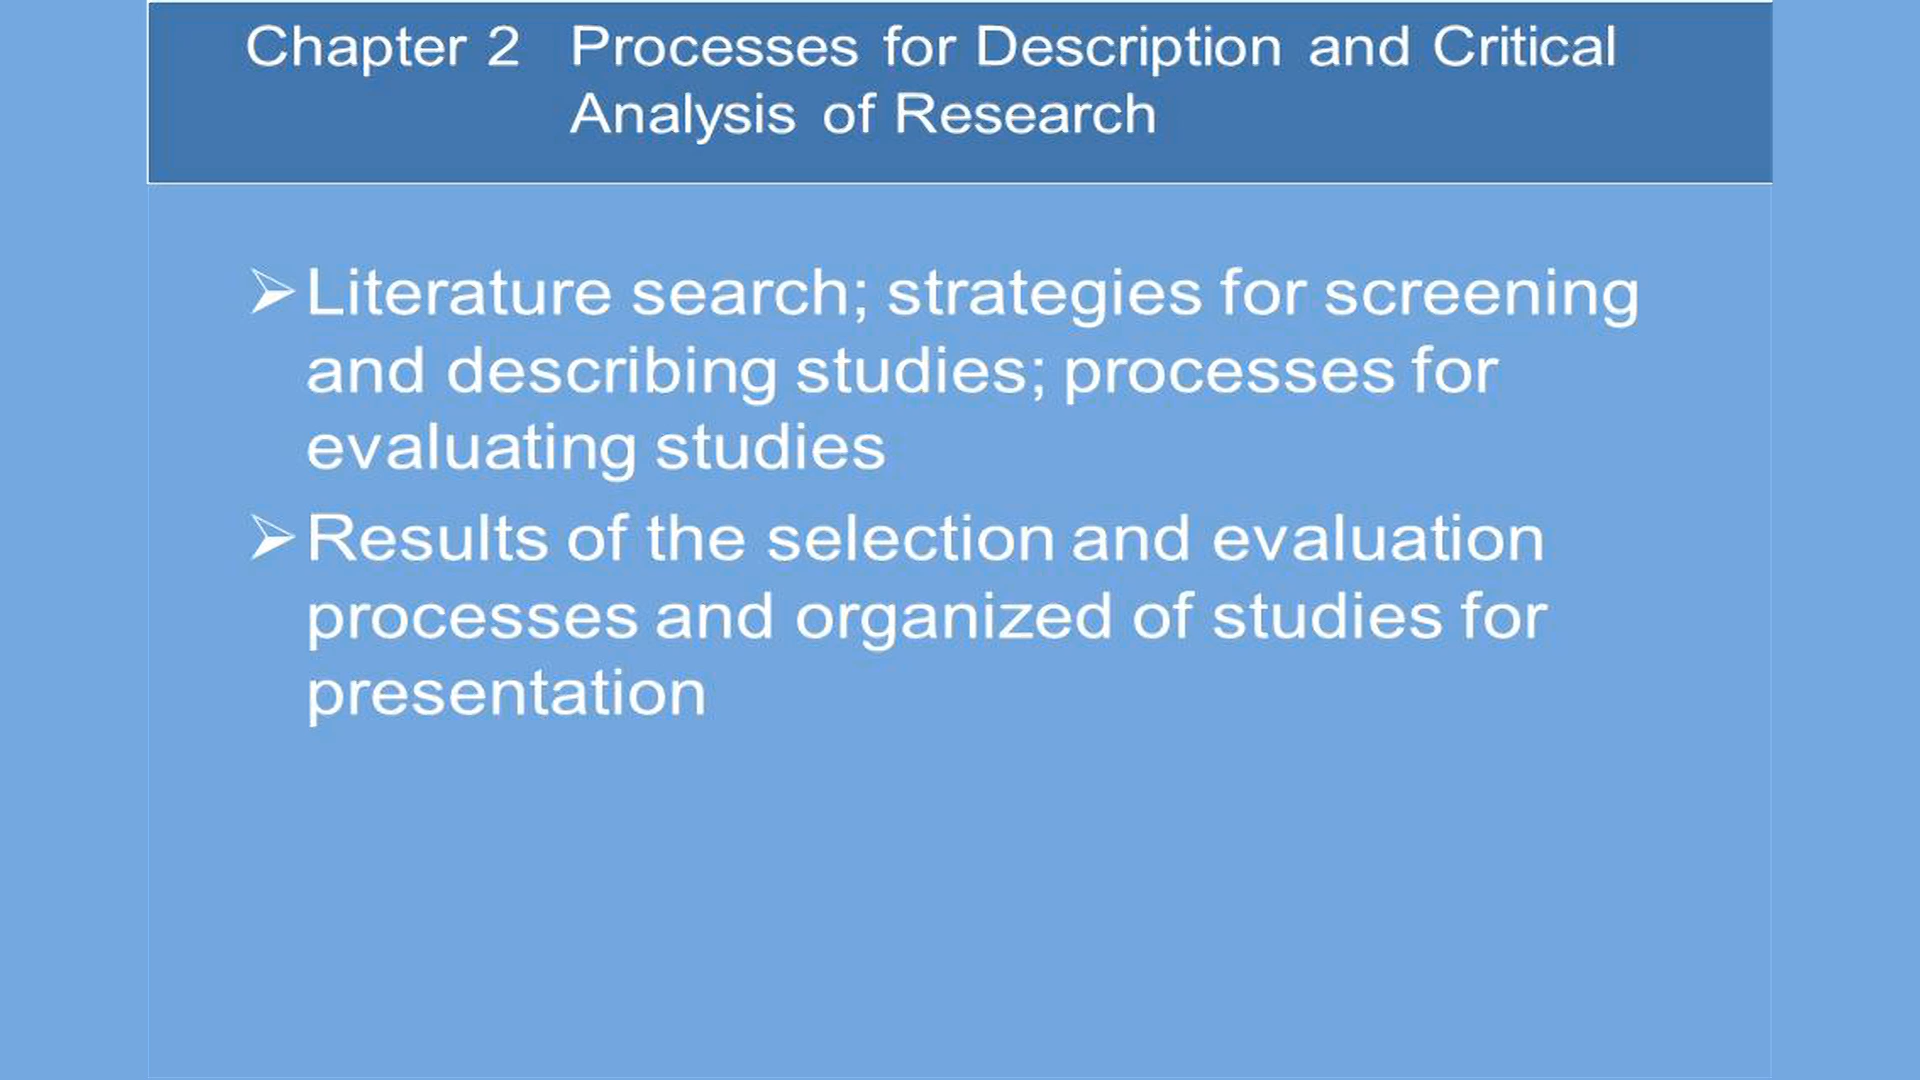 Chapter 2 Processes for Description and Critical
Analysis of Research
Literature search; strategies for screening
and describing studies; processes for
evaluating studies
Results of the selection and evaluation
processes and organized of studies for
presentation